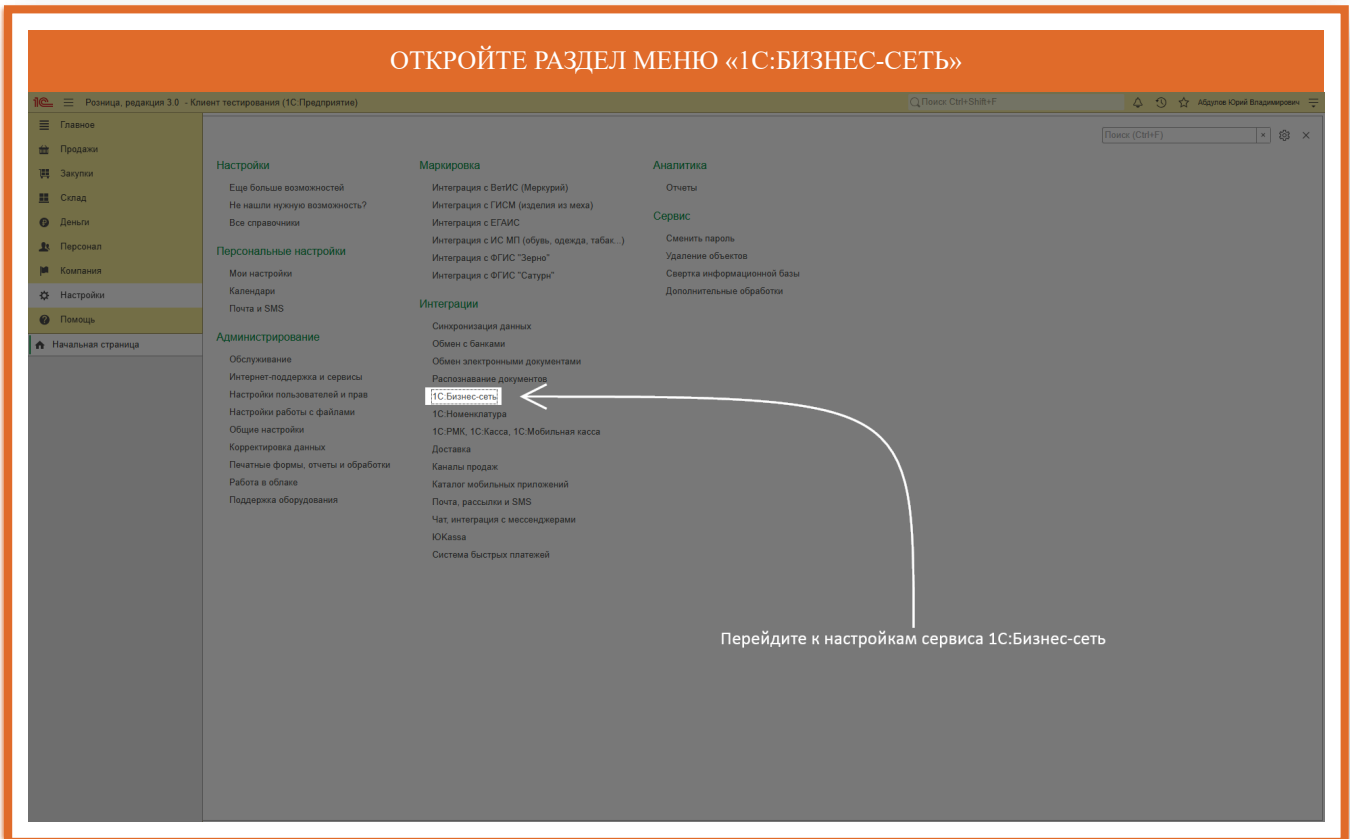 ОТКРОЙТЕ РАЗДЕЛ МЕНЮ «1С:БИЗНЕС-СЕТЬ»
1С Розница, редакция 3.0 - Клиент тестирования (1С:Предприятие)
Поиск Ctrl+Shift+F
Абдулов Юрий Владимирович
Главное
Продажи
Закупки
Склад
Деньги
Персонал
Компания
Настройки
Помощь
Начальная страница
Поиск (Ctrl+F)
Настройки
Еще больше возможностей
Не нашли нужную возможность?
Все справочники
Персональные настройки
Мои настройки
Календари
Почта и SMS
Администрирование
Обслуживание
Интернет-поддержка и сервисы
Настройки пользователей и прав
Настройки работы с файлами
Общие настройки
Корректировка данных
Печатные формы, отчеты и обработки
Работа в облаке
Поддержка оборудования
Маркировка
Интеграция с ВетИС (Меркурий)
Интеграция с ГИСМ (изделия из меха)
Интеграция с ЕГАИС
Интеграция с ИС МП (обувь, одежда, табак...)
Интеграция с ФГИС "Зерно"
Интеграция с ФГИС "Сатурн"
Интеграции
Синхронизация данных
Обмен с банками
Обмен электронными документами
Распознавание документов
1С:Бизнес-сеть
1С:Номенклатура
1С:РМК, 1С:Касса, 1С:Мобильная касса
Доставка
Каналы продаж
Каталог мобильных приложений
Почта, рассылки и SMS
Чат, интеграция с мессенджерами
ЮKassa
Система быстрых платежей
Аналитика
Отчеты
Сервис
Сменить пароль
Удаление объектов
Свертка информационной базы
Дополнительные обработки
Перейдите к настройкам сервиса 1С:Бизнес-сеть